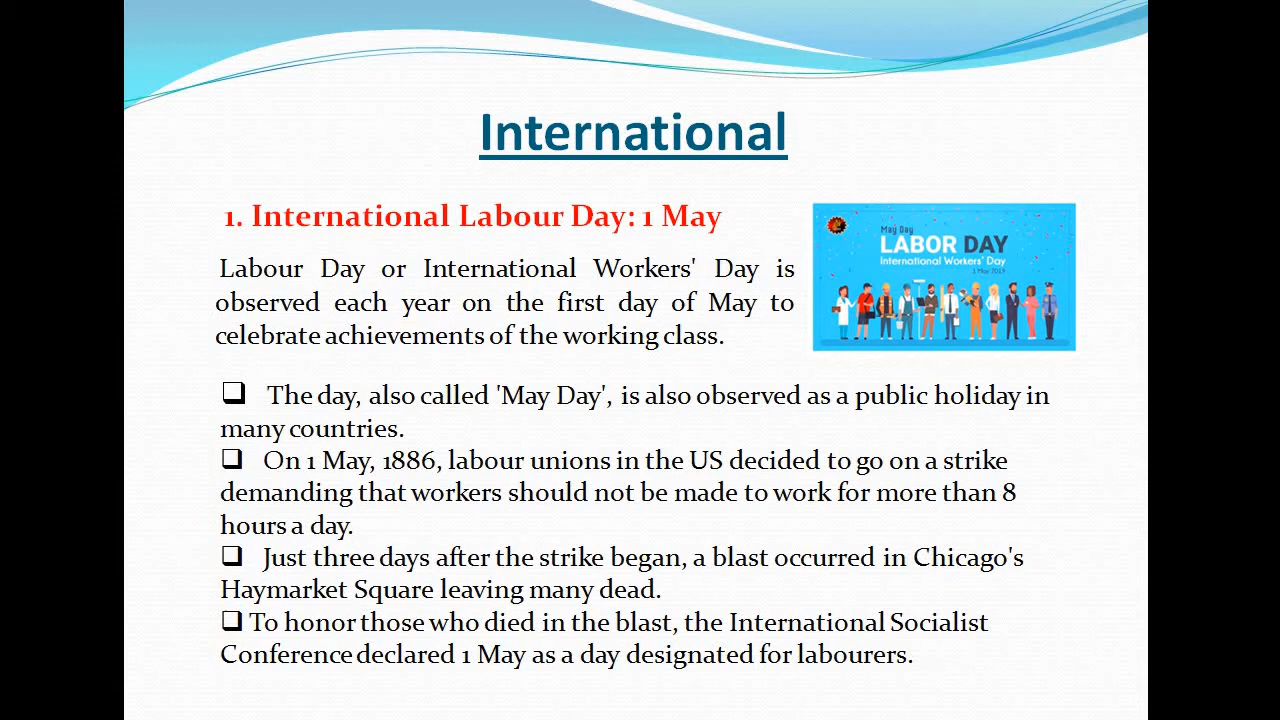 International
1. International Labour Day: 1 May
Labour Day or International Workers' Day is
observed each year on the first day of May to
celebrate achievements of the working class.
May Day
LABOR DAY
International Workers' Day
1 May 2019
The day, also called 'May Day', is also observed as a public holiday in
many countries.
On 1 May, 1886, labour unions in the US decided to go on a strike
demanding that workers should not be made to work for more than 8
hours a day.
Just three days after the strike began, a blast occurred in Chicago's
Haymarket Square leaving many dead.
To honor those who died in the blast, the International Socialist
Conference declared 1 May as a day designated for labourers.